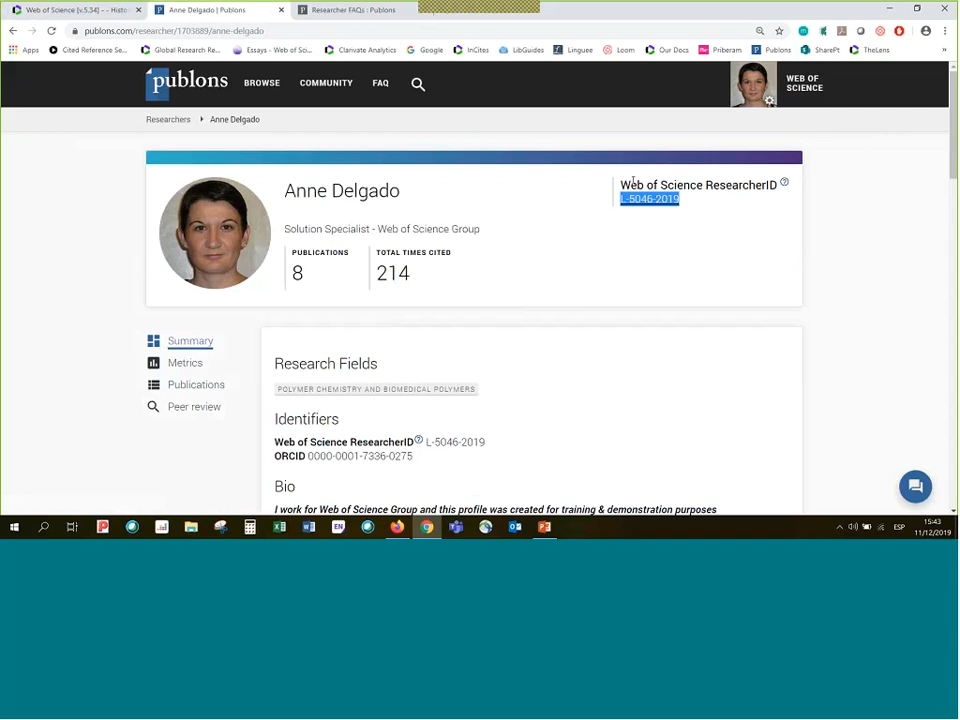 Web of Science [v.5.34] - - Histo
Anne Delgado | Publons
Researcher FAQs : Publons
publons.com/researcher/1703889/anne-delgado
Apps
Cited Reference Se...
Global Research Re...
Essays - Web of Sci...
Clarivate Analytics
Google
InCites
LibGuides
Linguee
Loom
Our Docs
Priberam
Publons
SharePt
TheLens
»
publons
BROWSE
COMMUNITY
FAQ
WEB OF
SCIENCE
Researchers
Anne Delgado
Anne Delgado
Web of Science ResearcherID
L-5046-2019
Solution Specialist - Web of Science Group
PUBLICATIONS
TOTAL TIMES CITED
8
214
Summary
Metrics
Publications
Peer review
Research Fields
POLYMER CHEMISTRY AND BIOMEDICAL POLYMERS
Identifiers
Web of Science ResearcherID L-5046-2019
ORCID 0000-0001-7336-0275
Bio
I work for Web of Science Group and this profile was created for training & demonstration purposes
EN
ESP
15:43
11/12/2019